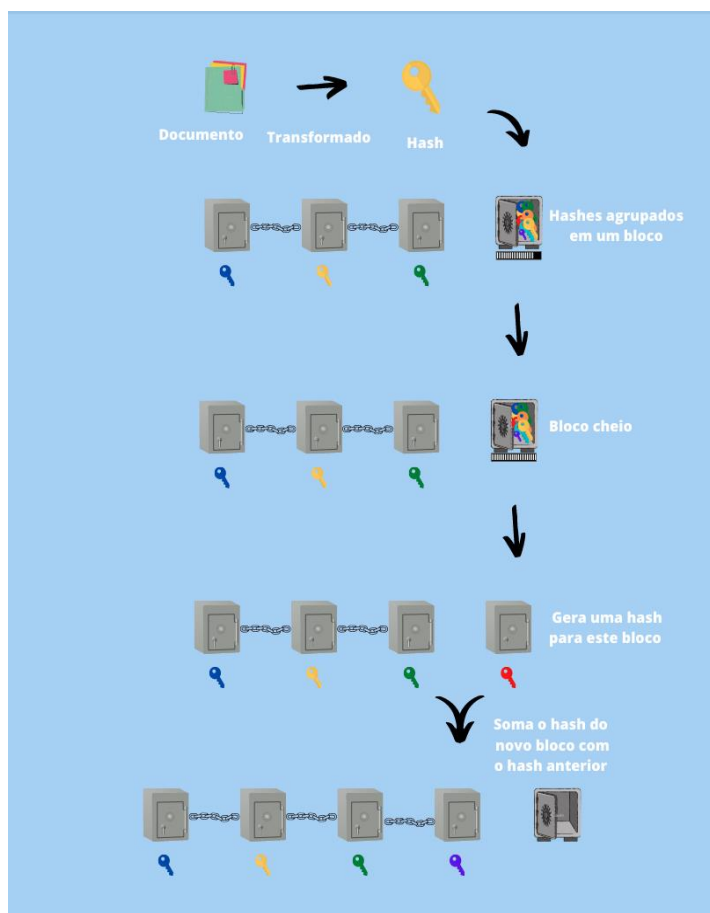 Documento
Transformado
Hash
Hashes agrupados
em um bloco
Bloco cheio
Gera uma hash
para este bloco
Soma o hash do
novo bloco com
o hash anterior